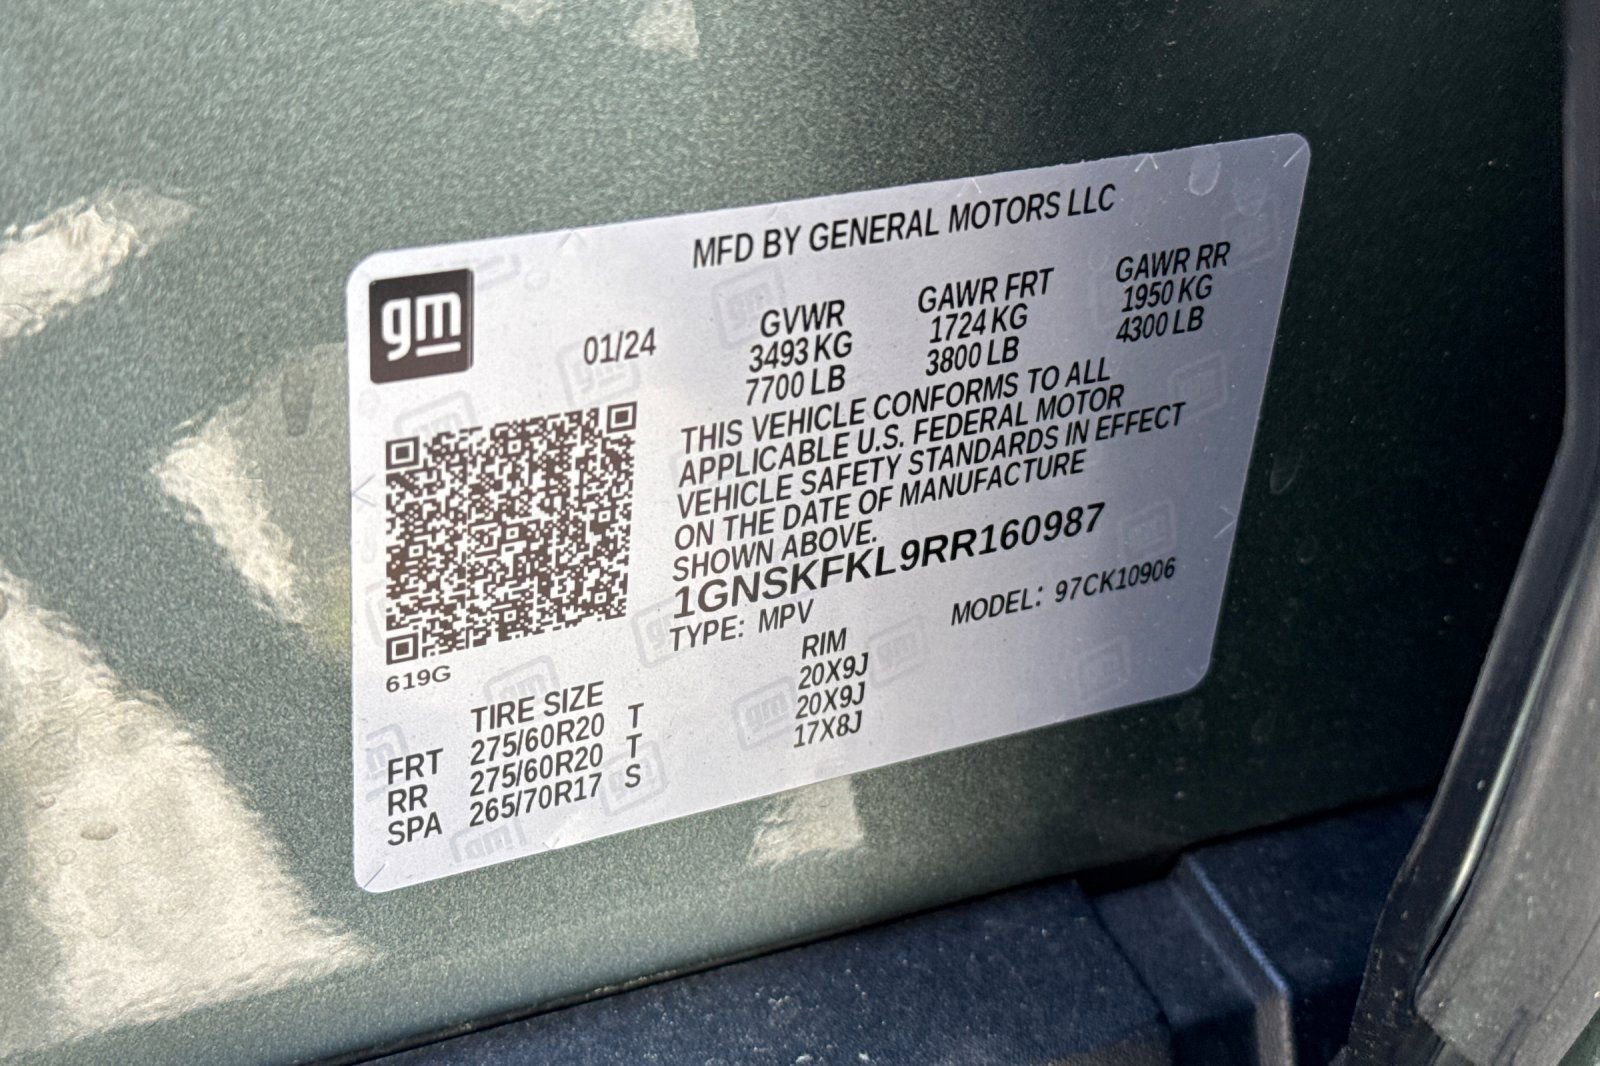 MFD BY GENERAL MOTORS LLC
gm
01/24
GVWR GAWR FRT GAWR RR
3493 KG 1724 KG 1950 KG
7700 LB 3800 LB 4300 LB
THIS VEHICLE CONFORMS TO ALL
APPLICABLE U.S. FEDERAL MOTOR
VEHICLE SAFETY STANDARDS IN EFFECT
ON THE DATE OF MANUFACTURE
SHOWN ABOVE.
1GNSKFKL9RR160987
TYPE: MPV MODEL: 97CK10906
619G
TIRE SIZE RIM
FRT 275/60R20 T 20X9J
RR 275/60R20 T 20X9J
SPA 265/70R17 S 17X8J